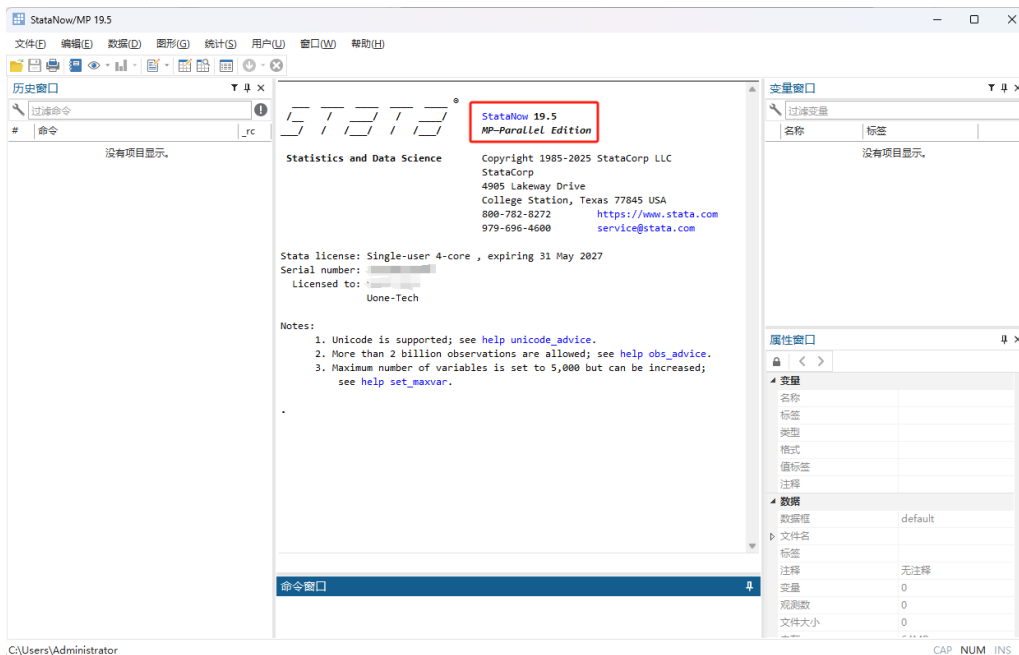 StataNow/MP 19.5
文件(F) 编辑(E) 数据(D) 图形(G) 统计(S) 用户(U) 窗口(W) 帮助(H)
历史窗口
过滤命令
# 命令 _rc
没有项目显示。
®
StataNow 19.5
MP-Parallel Edition
Statistics and Data Science
Copyright 1985-2025 StataCorp LLC
StataCorp
4905 Lakeway Drive
College Station, Texas 77845 USA
800-782-8272 https://www.stata.com
979-696-4600 service@stata.com
Stata license: Single-user 4-core , expiring 31 May 2027
Serial number:
Licensed to:
Uone-Tech
Notes:
1. Unicode is supported; see help unicode_advice.
2. More than 2 billion observations are allowed; see help obs_advice.
3. Maximum number of variables is set to 5,000 but can be increased;
see help set_maxvar.
.
命令窗口
变量窗口
过滤变量
名称 标签
没有项目显示。
属性窗口
变量
名称
标签
类型
格式
值标签
注释
数据
数据框 default
文件名
标签
注释 无注释
变量 0
观测数 0
文件大小 0
C:\Users\Administrator
CAP NUM INS